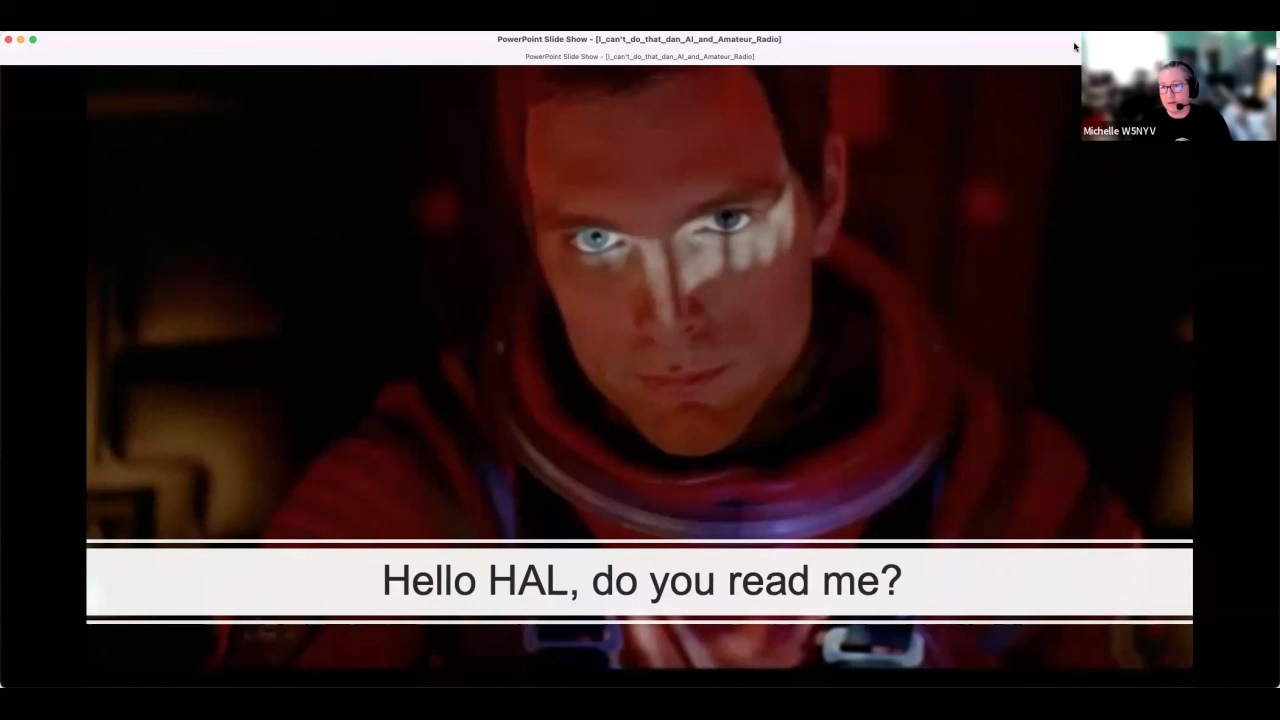 PowerPoint Slide Show - [I_can't_do_that_dan_AI_and_Amateur_Radio]
PowerPoint Slide Show - [I_can't_do_that_dan_AI_and_Amateur_Radio]
Michelle W5NYV
Hello HAL, do you read me?